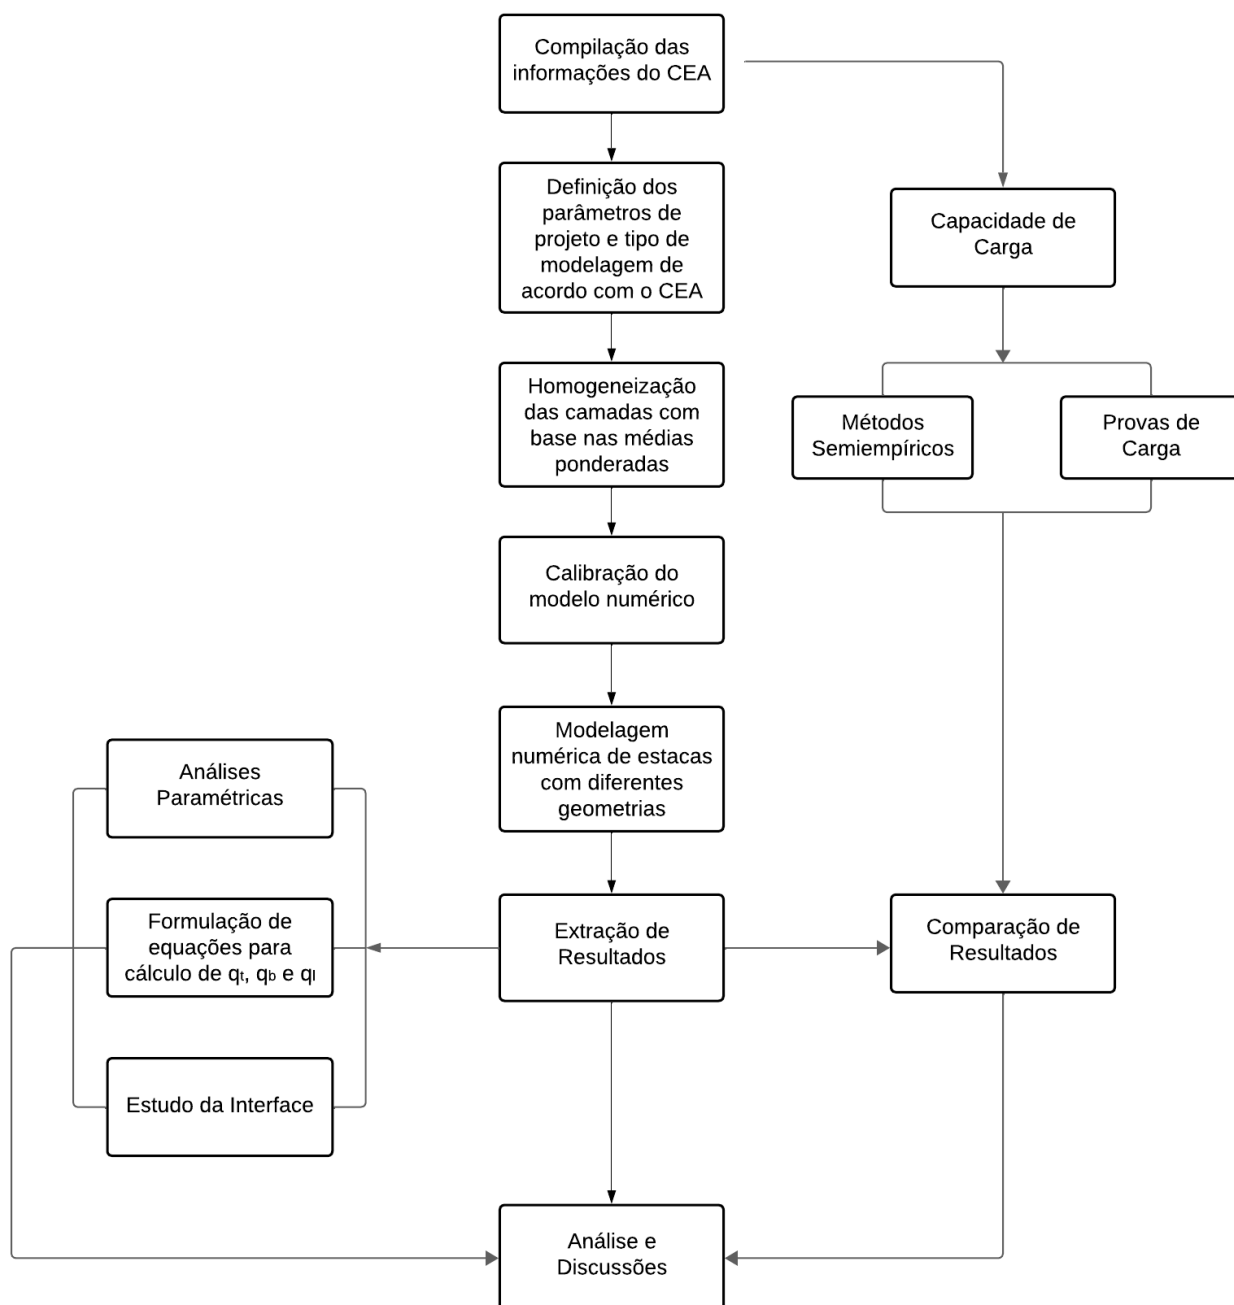 Compilação das
informações do CEA
Definição dos
parâmetros de
projeto e tipo de
modelagem de
acordo com o CEA
Capacidade de
Carga
Homogeneização
das camadas com
base nas médias
ponderadas
Métodos
Semiempíricos
Provas de
Carga
Calibração do
modelo numérico
Modelagem
numérica de estacas
com diferentes
geometrias
Análises
Paramétricas
Formulação de
equações para
cálculo de qt, qb e ql
Extração de
Resultados
Comparação de
Resultados
Estudo da Interface
Análise e
Discussões